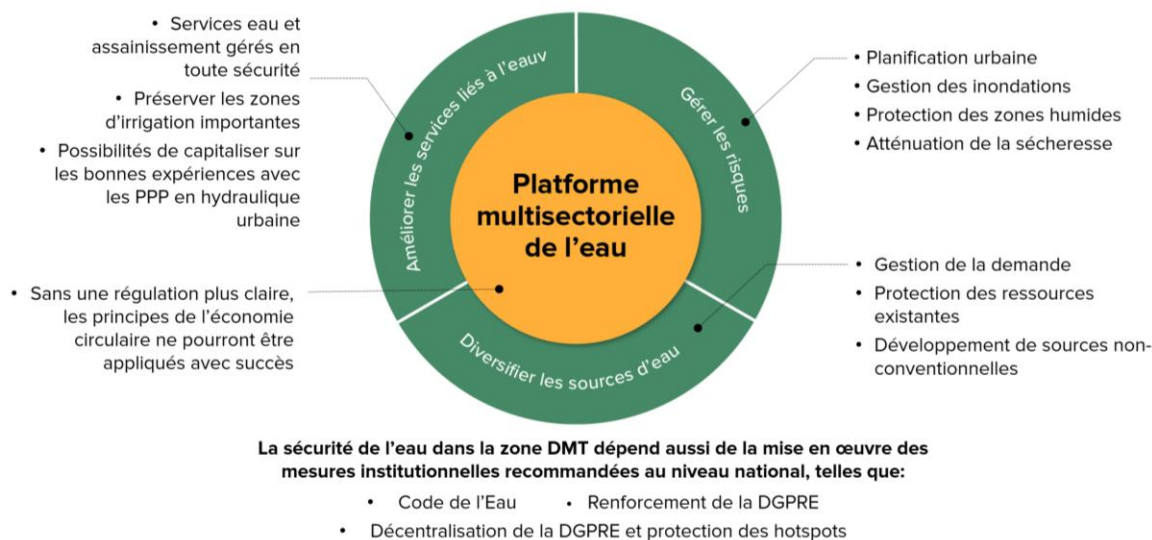 • Services eau et
assainissement gérés en
toute sécurité
• Préserver les zones
d'irrigation importantes
• Possibilités de capitaliser sur
les bonnes expériences avec
les PPP en hydraulique
urbaine
• Sans une régulation plus claire,
les principes de l'économie
circulaire ne pourront être
appliqués avec succès
Améliorer les services liés à l'eauv
Gérer les risques
Diversifier les sources d'eau
Platforme
multisectorielle
de l'eau
• Planification urbaine
• Gestion des inondations
• Protection des zones humides
• Atténuation de la sécheresse
• Gestion de la demande
• Protection des ressources
existantes
• Développement de sources non-
conventionnelles
La sécurité de l'eau dans la zone DMT dépend aussi de la mise en œuvre des
mesures institutionnelles recommandées au niveau national, telles que:
• Code de l'Eau • Renforcement de la DGPRE
• Décentralisation de la DGPRE et protection des hotspots